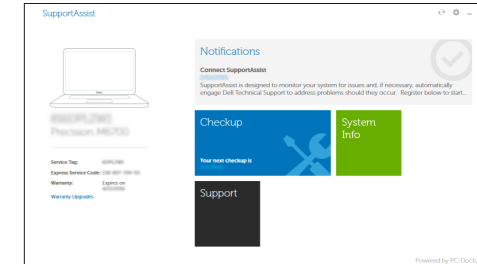 SupportAssist
Notifications
Connect SupportAssist
SupportAssist is designed to monitor your system for issues and, if necessary, automatically
engage Dell Technical Support to address problems should they occur. Register below to start...
Precision M6700
Checkup
System
Info
Your next checkup is
Service Tag:
Express Service Code:
Warranty: Expires on
Warranty Upgrades
Support
Powered by PC-Docto